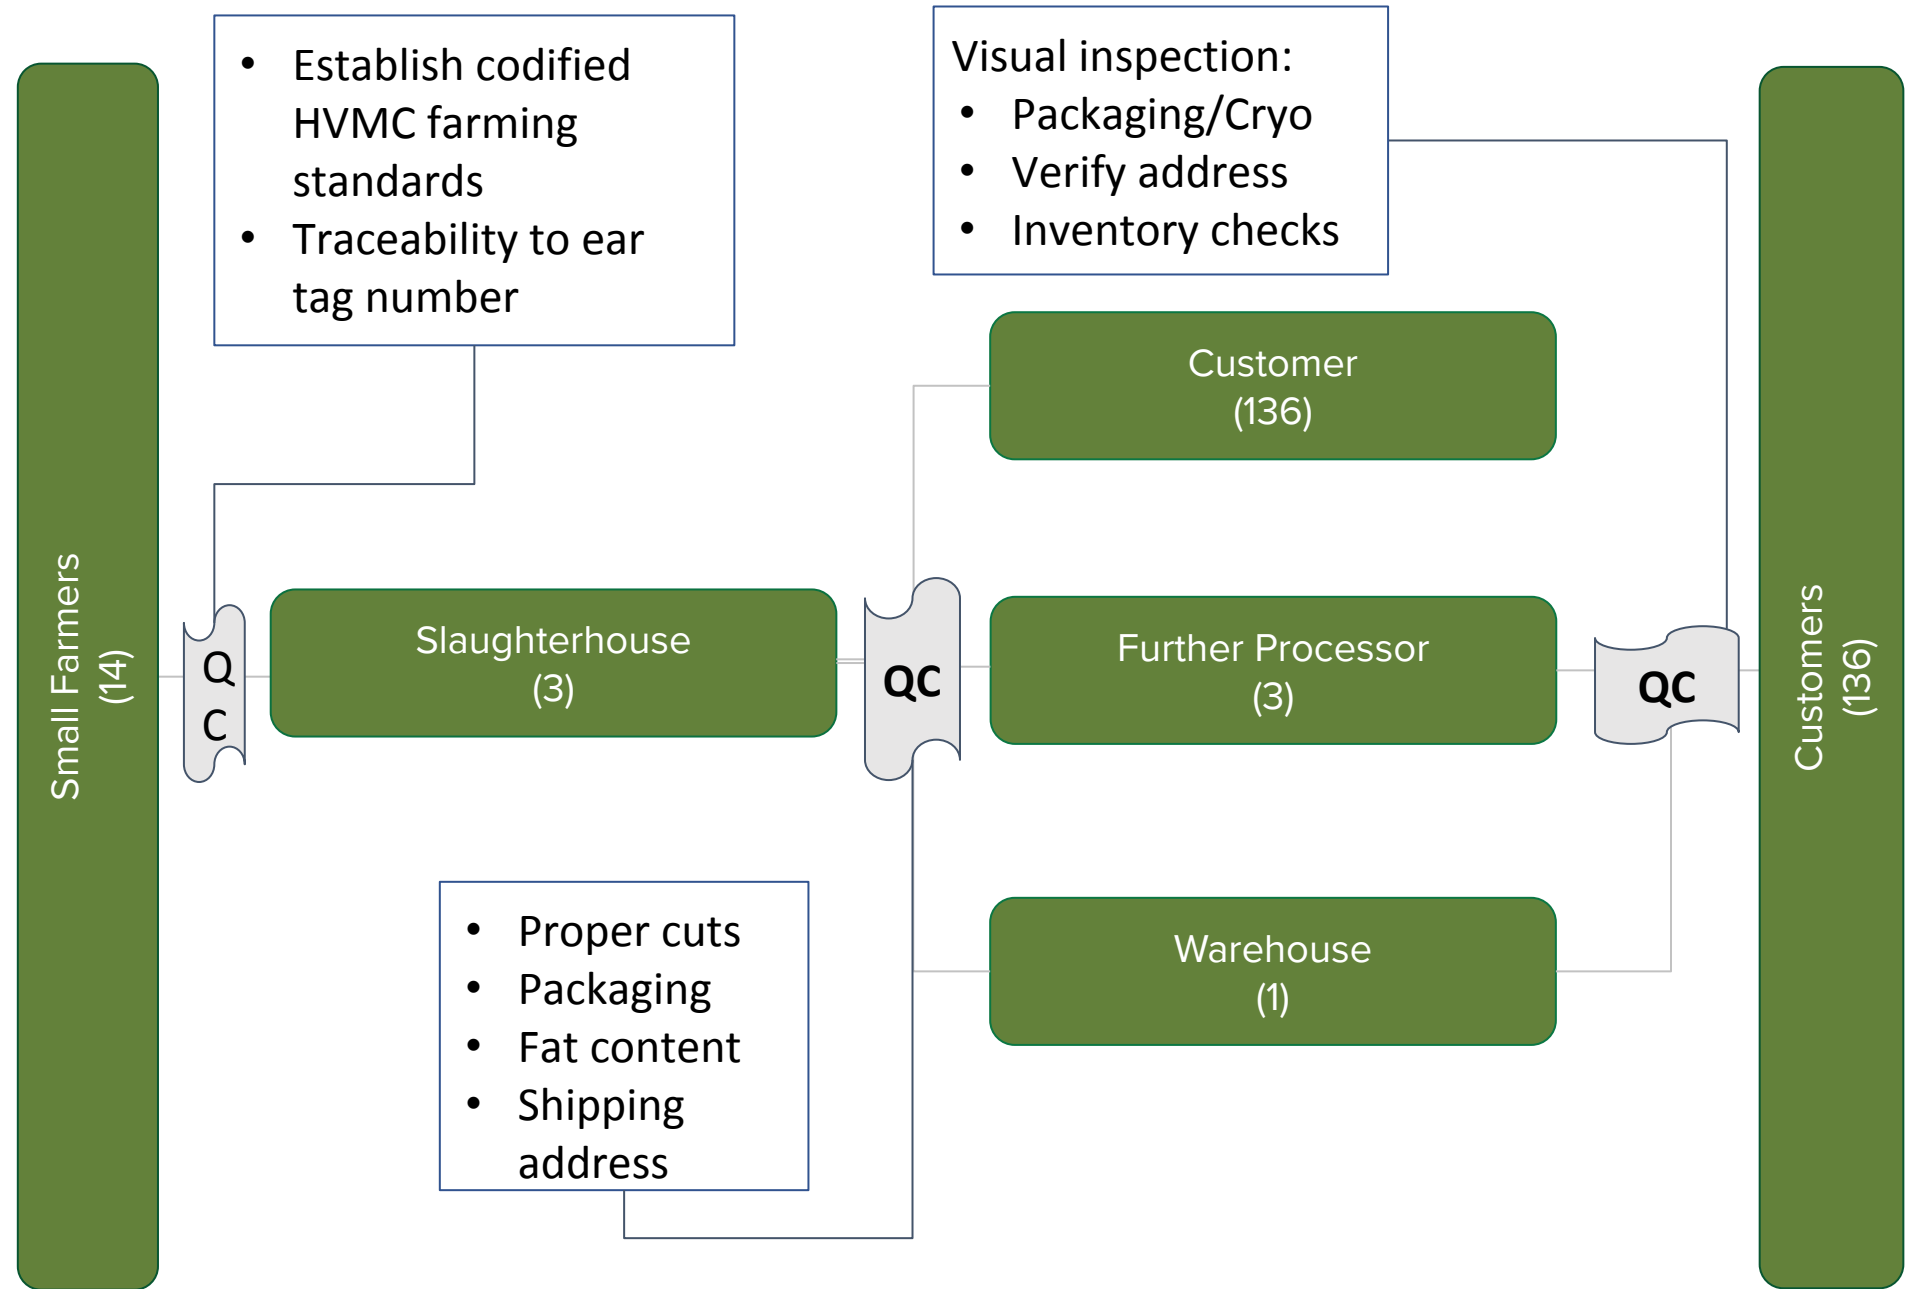 Small Farmers
(14)
• Establish codified
HVMC farming
standards
• Traceability to ear
tag number
Q
C
Slaughterhouse
(3)
QC
• Proper cuts
• Packaging
• Fat content
• Shipping
address
Visual inspection:
• Packaging/Cryo
• Verify address
• Inventory checks
Customer
(136)
Further Processor
(3)
Warehouse
(1)
QC
Customers
(136)